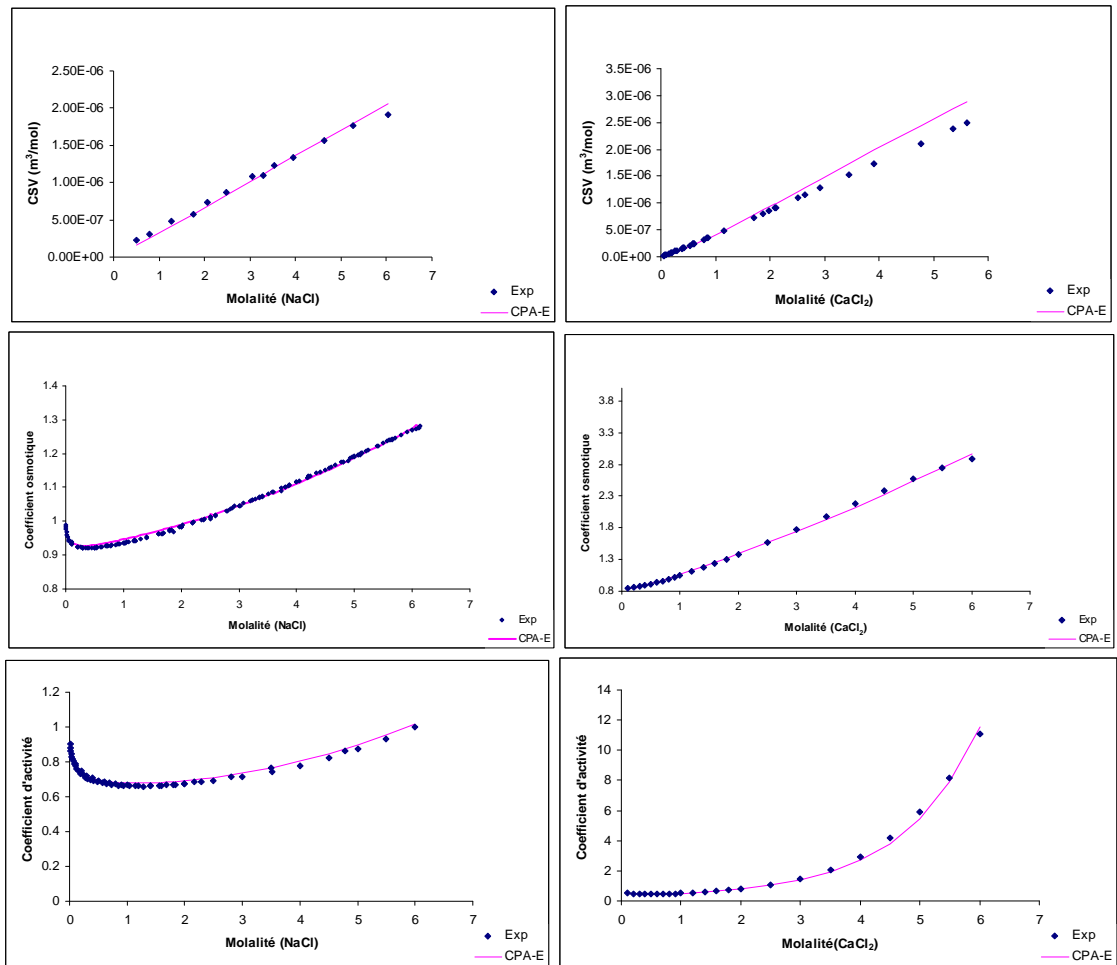 2.50E-06
2.00E-06
1.50E-06
1.00E-06
5.00E-07
0.00E+00
CSV (m³/mol)
0 1 2 3 4 5 6 7
Molalité (NaCl)
Exp
CPA-E
3.5E-06
3.0E-06
2.5E-06
2.0E-06
1.5E-06
1.0E-06
5.0E-07
0.0E+00
CSV (m³/mol)
0 1 2 3 4 5 6
Molalité (CaCl₂)
Exp
CPA-E
1.4
1.3
1.2
1.1
1
0.9
0.8
Coefficient osmotique
0 1 2 3 4 5 6 7
Molalité (NaCl)
Exp
CPA-E
3.8
3.3
2.8
2.3
1.8
1.3
0.8
Coefficient osmotique
0 1 2 3 4 5 6 7
Molalité (CaCl₂)
Exp
CPA-E
1.2
1
0.8
0.6
0.4
0.2
0
Coefficient d'activité
0 1 2 3 4 5 6 7
Molalité (NaCl)
Exp
CPA-E
14
12
10
8
6
4
2
0
Coefficient d'activité
0 1 2 3 4 5 6 7
Molalité(CaCl₂)
Exp
CPA-E